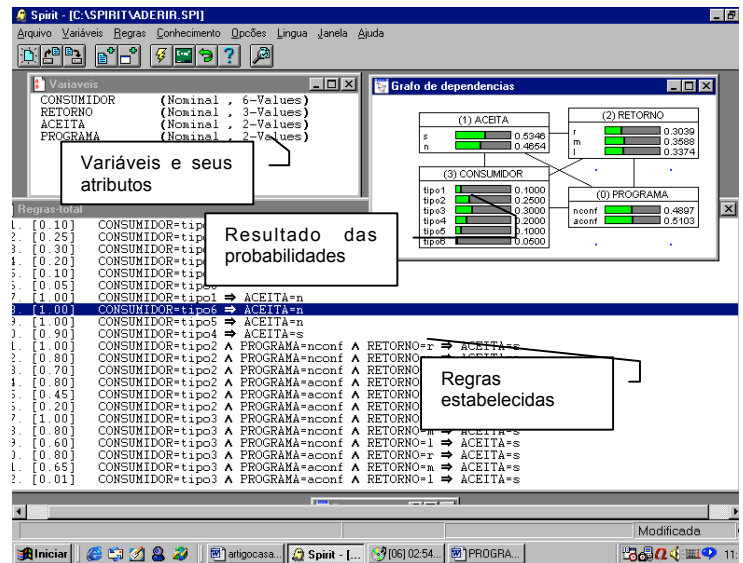 Spirit - [C:\SPIRIT\ADERIR.SPI]
Arquivo Variáveis Regras Conhecimento Opcões Lingua Janela Ajuda
Variaveis
CONSUMIDOR (Nominal , 6-Values)
RETORNO (Nominal , 3-Values)
ACEITA (Nominal , 2-Values)
PROGRAMA (Nominal , 2-Values)
Variáveis e seus
atributos
Grafo de dependencias
(1) ACEITA
s 0.5346
n 0.4654
(2) RETORNO
r 0.3039
m 0.3588
l 0.3374
(3) CONSUMIDOR
tipo1 0.1000
tipo2 0.2500
tipo3 0.3000
tipo4 0.2000
tipo5 0.1000
tipo6 0.0500
(0) PROGRAMA
nconf 0.4897
aconf 0.5103
Resultado das
probabilidades
Regras-total
[0.10] CONSUMIDOR=tipo
[0.25] CONSUMIDOR=tipo
[0.30] CONSUMIDOR=tipo
[0.20] CONSUMIDOR=tipo
[0.10] CONSUMIDOR=tipo
[0.05] CONSUMIDOR=tipo6
[1.00] CONSUMIDOR=tipo1 ⇒ ACEITA=n
[1.00] CONSUMIDOR=tipo6 ⇒ ACEITA=n
[1.00] CONSUMIDOR=tipo5 ⇒ ACEITA=n
[0.90] CONSUMIDOR=tipo4 ⇒ ACEITA=s
[1.00] CONSUMIDOR=tipo2 ∧ PROGRAMA=nconf ∧ RETORNO=r ⇒ ACEITA=s
[0.80] CONSUMIDOR=tipo2 ∧ PROGRAMA=nconf ∧ RETO
[0.70] CONSUMIDOR=tipo2 ∧ PROGRAMA=nconf ∧ RETO
[0.80] CONSUMIDOR=tipo2 ∧ PROGRAMA=aconf ∧ RETO
[0.45] CONSUMIDOR=tipo2 ∧ PROGRAMA=aconf ∧ RETO
[0.20] CONSUMIDOR=tipo2 ∧ PROGRAMA=aconf ∧ RETO
[1.00] CONSUMIDOR=tipo3 ∧ PROGRAMA=nconf ∧ RETO
[0.80] CONSUMIDOR=tipo3 ∧ PROGRAMA=nconf ∧ RETORNO=m ⇒ ACEITA=s
[0.60] CONSUMIDOR=tipo3 ∧ PROGRAMA=nconf ∧ RETORNO=l ⇒ ACEITA=s
[0.80] CONSUMIDOR=tipo3 ∧ PROGRAMA=aconf ∧ RETORNO=r ⇒ ACEITA=s
[0.65] CONSUMIDOR=tipo3 ∧ PROGRAMA=aconf ∧ RETORNO=m ⇒ ACEITA=s
[0.01] CONSUMIDOR=tipo3 ∧ PROGRAMA=aconf ∧ RETORNO=l ⇒ ACEITA=s
Regras
estabelecidas
Modificada
Iniciar artigocasa... Spirit - [... [06] 02:54... PROGRA... 11: